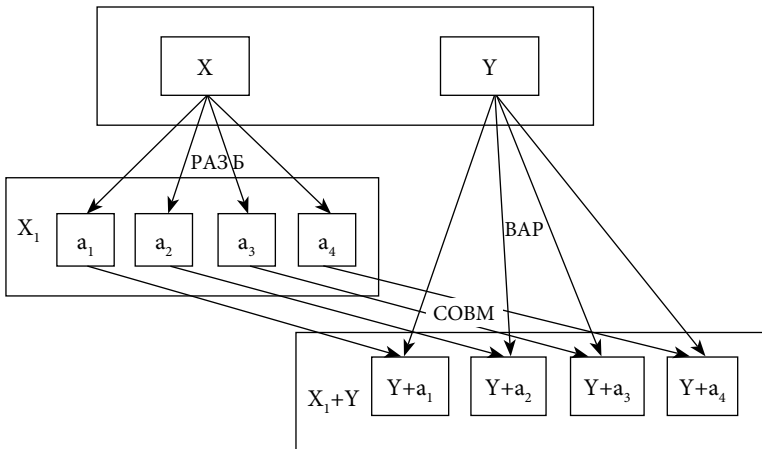 X Y
РАЗБ
X₁ a₁ a₂ a₃ a₄
ВАР
СОВМ
X₁+Y Y+a₁ Y+a₂ Y+a₃ Y+a₄